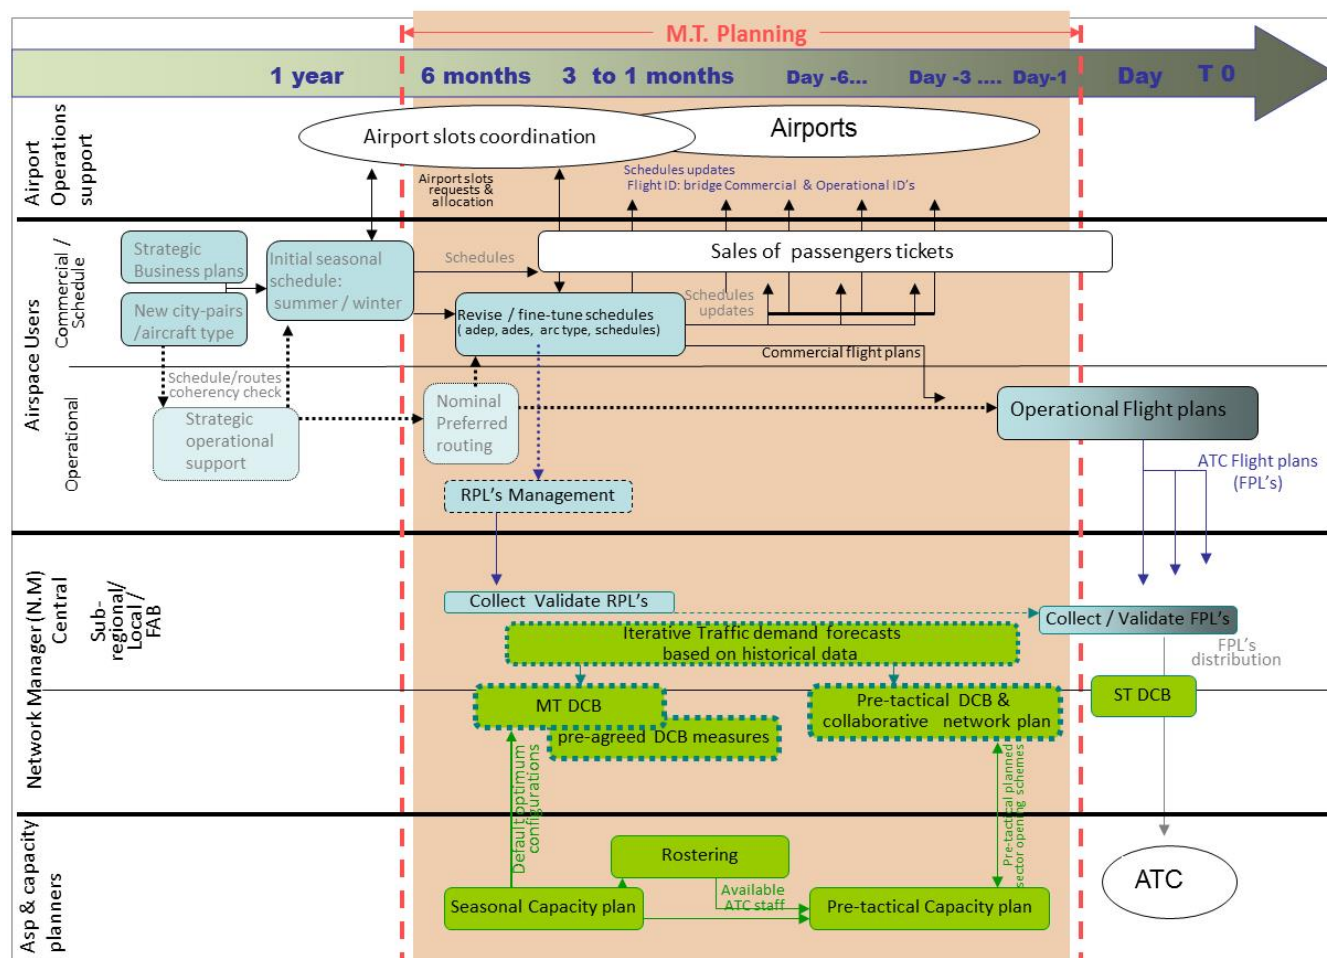 M.T. Planning
1 year
6 months
3 to 1 months
Day -6...
Day -3 ....
Day-1
Day
T 0
Airport
Operations
support
Airport slots coordination
Airports
Airport slots
requests &
allocation
Schedules updates
Flight ID: bridge Commercial & Operational ID's
Airspace Users
Commercial /
Schedule
Operational
Strategic
Business plans
New city-pairs
/aircraft type
Initial seasonal
schedule:
summer / winter
Schedules
Sales of passengers tickets
Revise / fine-tune schedules
( adep, ades, arc type, schedules)
Schedules
updates
Commercial flight plans
Schedule/routes
coherency check
Strategic
operational
support
Nominal
Preferred
routing
Operational Flight plans
RPL's Management
ATC Flight plans
(FPL's)
Network Manager (N.M)
Central
Sub-
regional/
Local /
FAB
Collect Validate RPL's
Collect / Validate FPL's
Iterative Traffic demand forecasts
based on historical data
FPL's
distribution
MT DCB
pre-agreed DCB measures
Pre-tactical DCB &
collaborative network plan
ST DCB
Default optimum
configurations
Pre-tactical planned
sector opening schemes
Asp & capacity
planners
Rostering
Available
ATC staff
Seasonal Capacity plan
Pre-tactical Capacity plan
ATC